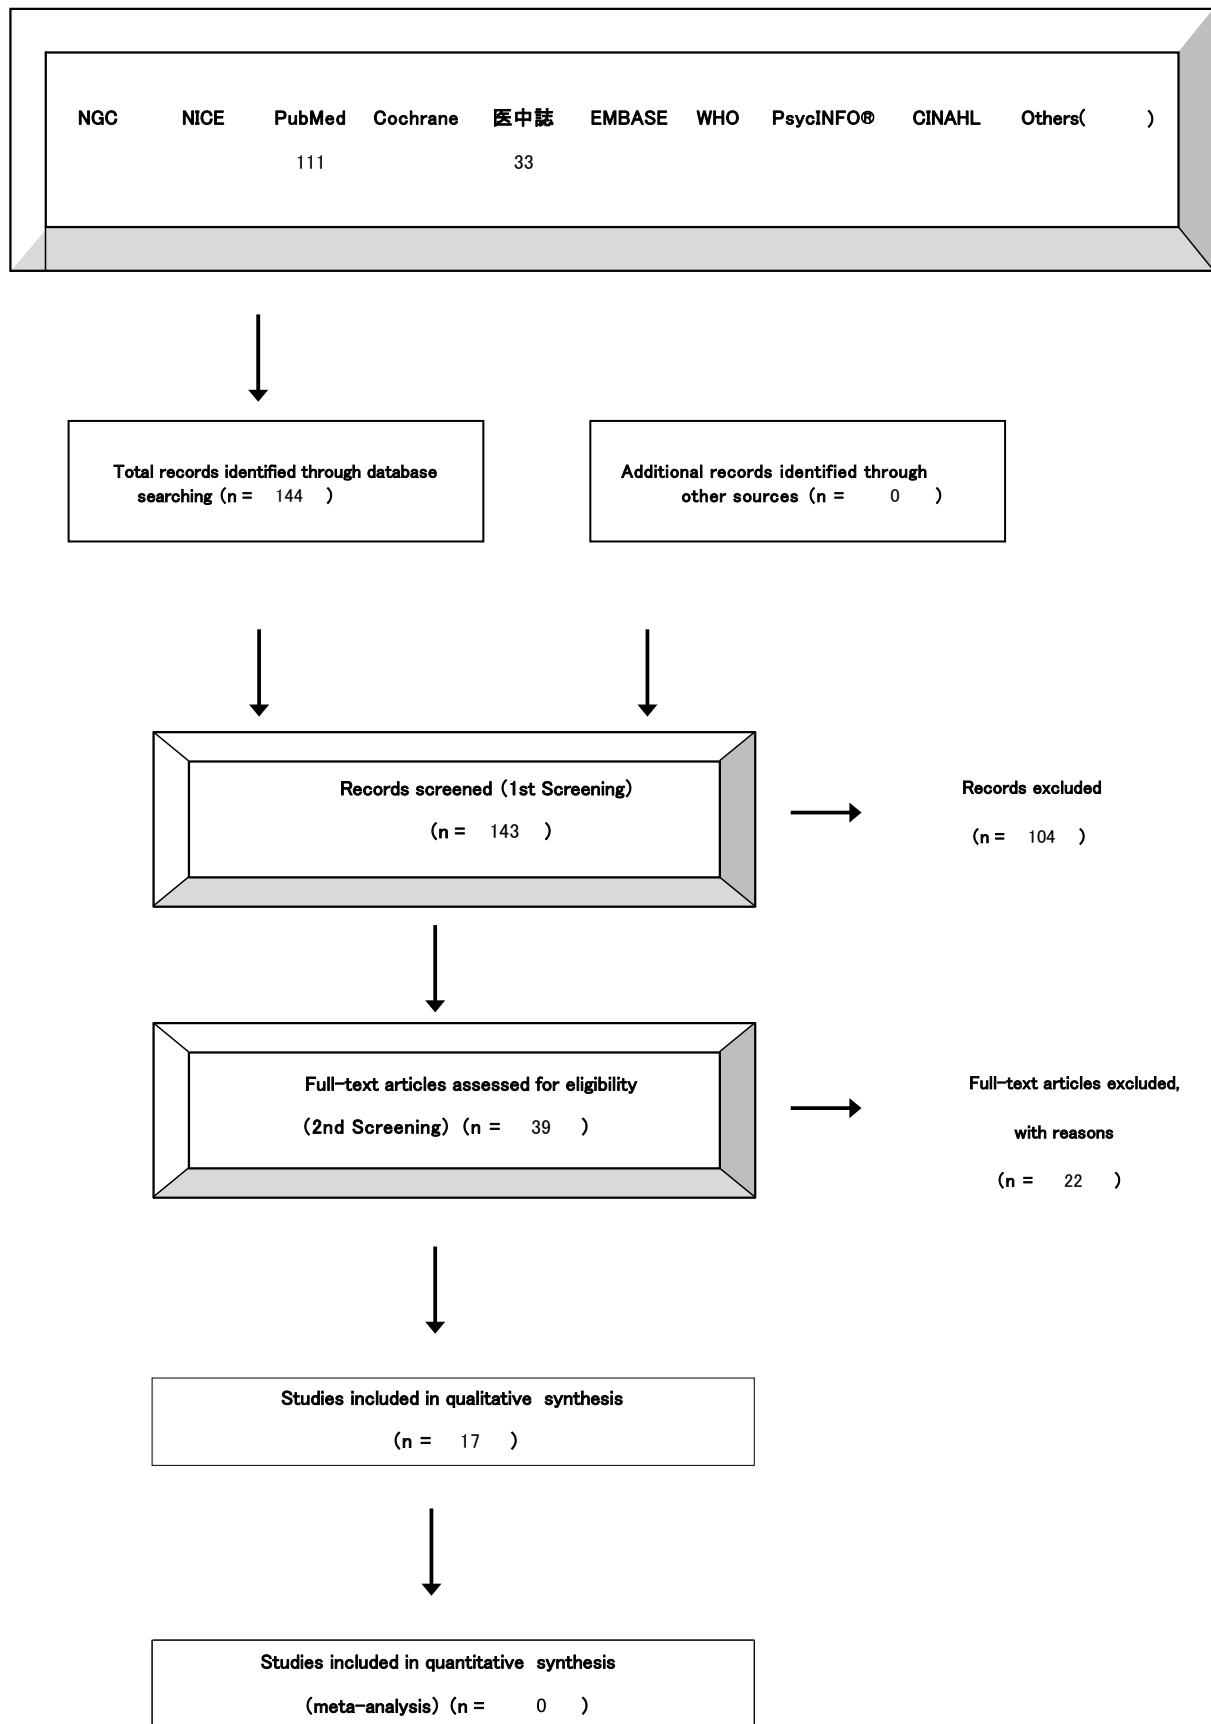 NGC NICE PubMed Cochrane 医中誌 EMBASE WHO PsycINFO® CINAHL Others( )
111 33
Total records identified through database
searching (n = 144 )
Additional records identified through
other sources (n = 0 )
Records screened (1st Screening)
(n = 143 )
Records excluded
(n = 104 )
Full-text articles assessed for eligibility
(2nd Screening) (n = 39 )
Full-text articles excluded,
with reasons
(n = 22 )
Studies included in qualitative synthesis
(n = 17 )
Studies included in quantitative synthesis
(meta-analysis) (n = 0 )